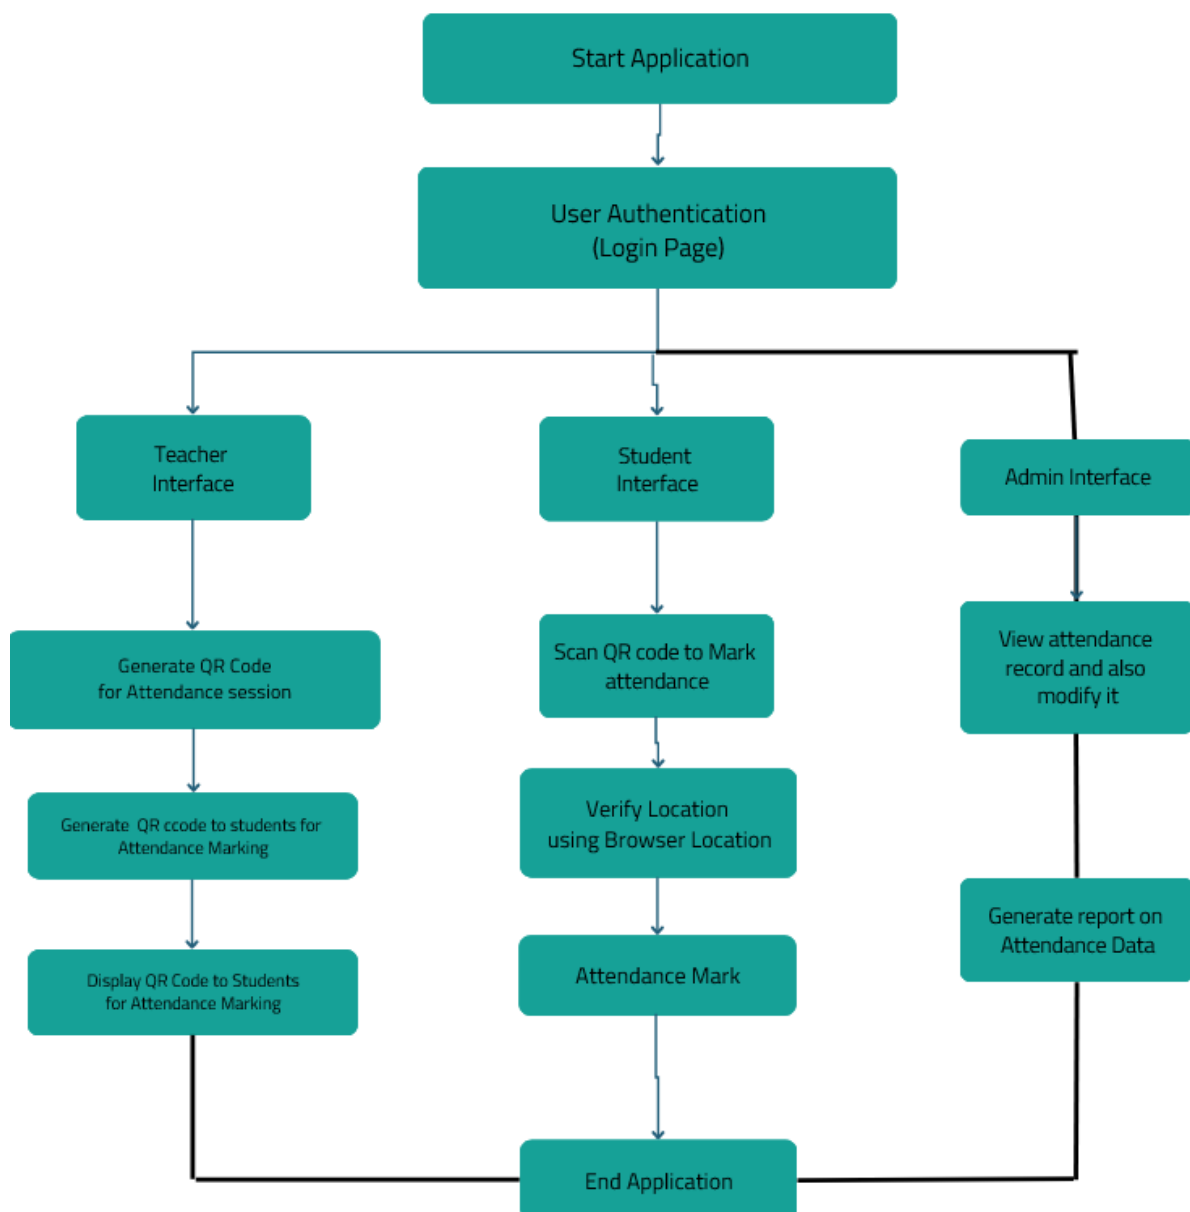 Start Application
User Authentication
(Login Page)
Teacher
Interface
Student
Interface
Admin Interface
Generate QR Code
for Attendance session
Scan QR code to Mark
attendance
View attendance
record and also
modify it
Generate QR ccode to students for
Attendance Marking
Verify Location
using Browser Location
Display QR Code to Students
for Attendance Marking
Attendance Mark
Generate report on
Attendance Data
End Application